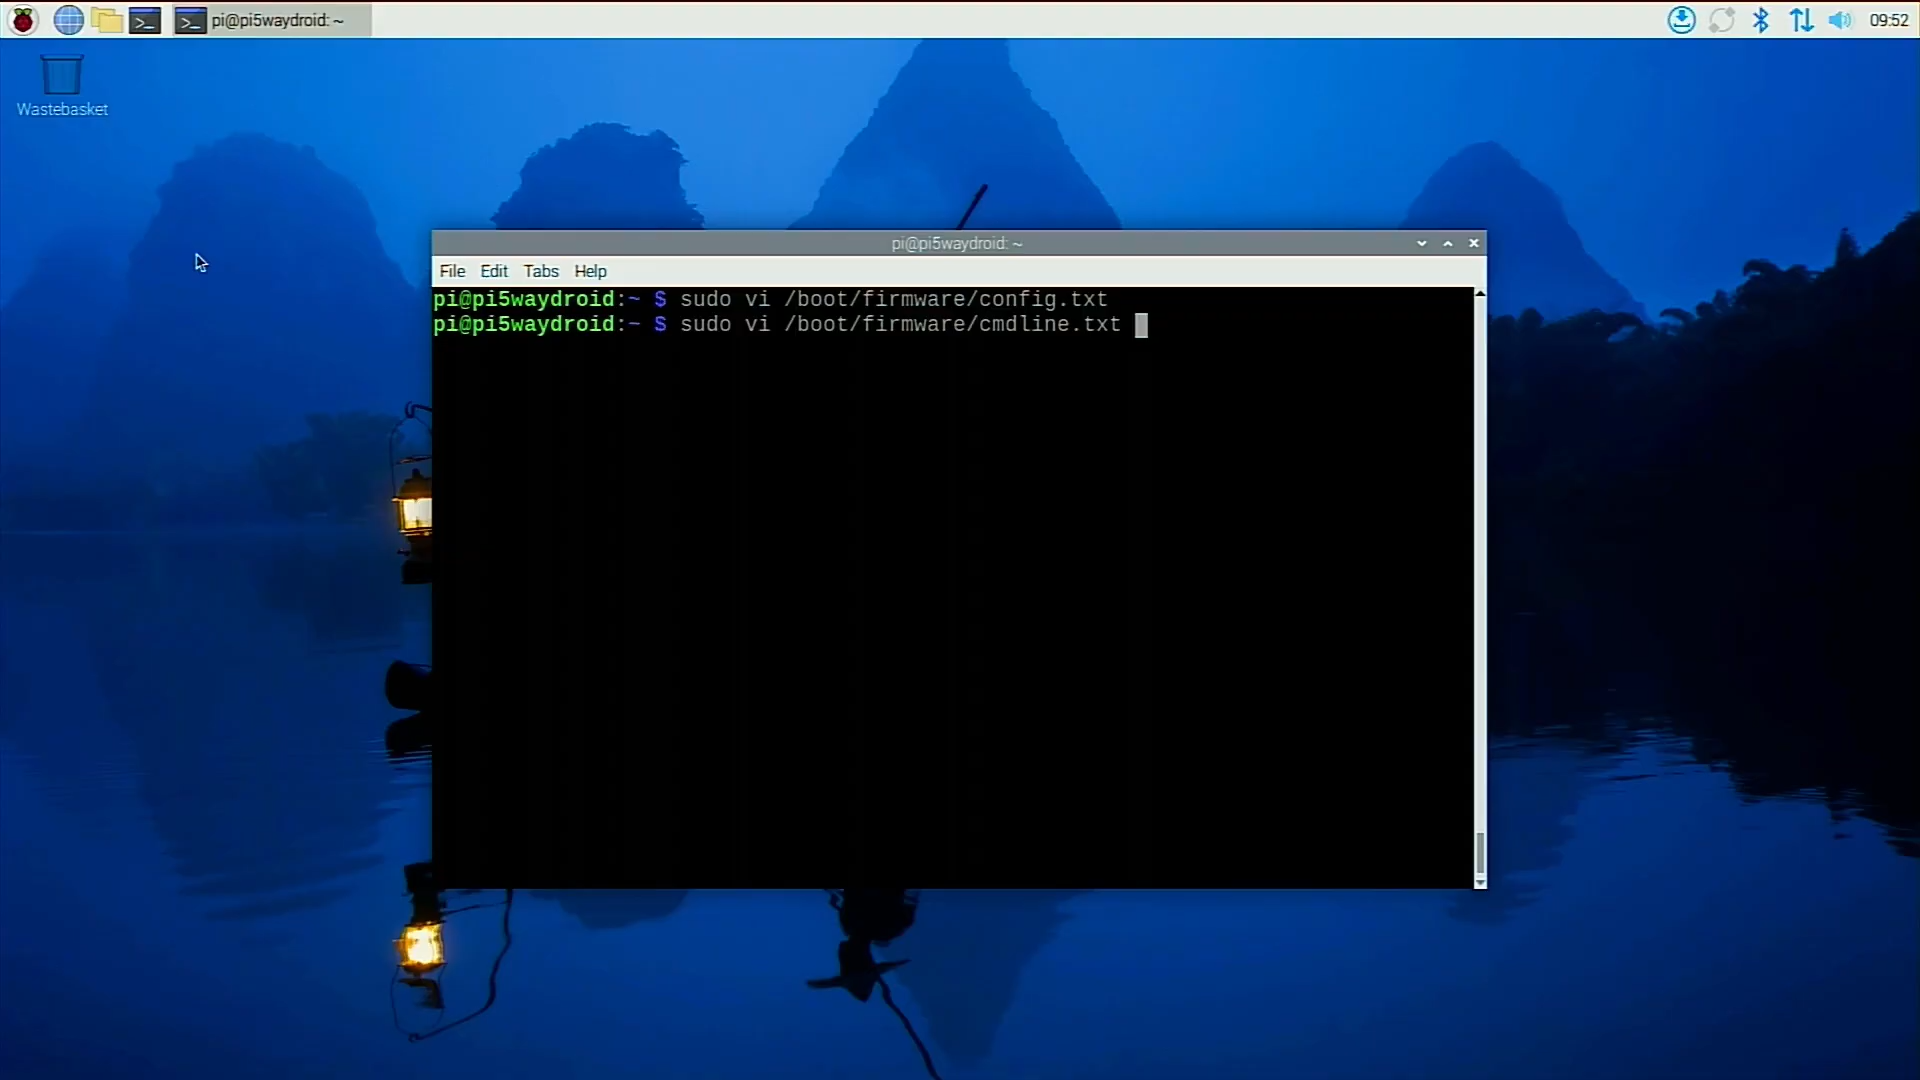 pi@pi5waydroid: ~
09:52
Wastebasket
pi@pi5waydroid: ~
File Edit Tabs Help
pi@pi5waydroid:~ $ sudo vi /boot/firmware/config.txt
pi@pi5waydroid:~ $ sudo vi /boot/firmware/cmdline.txt